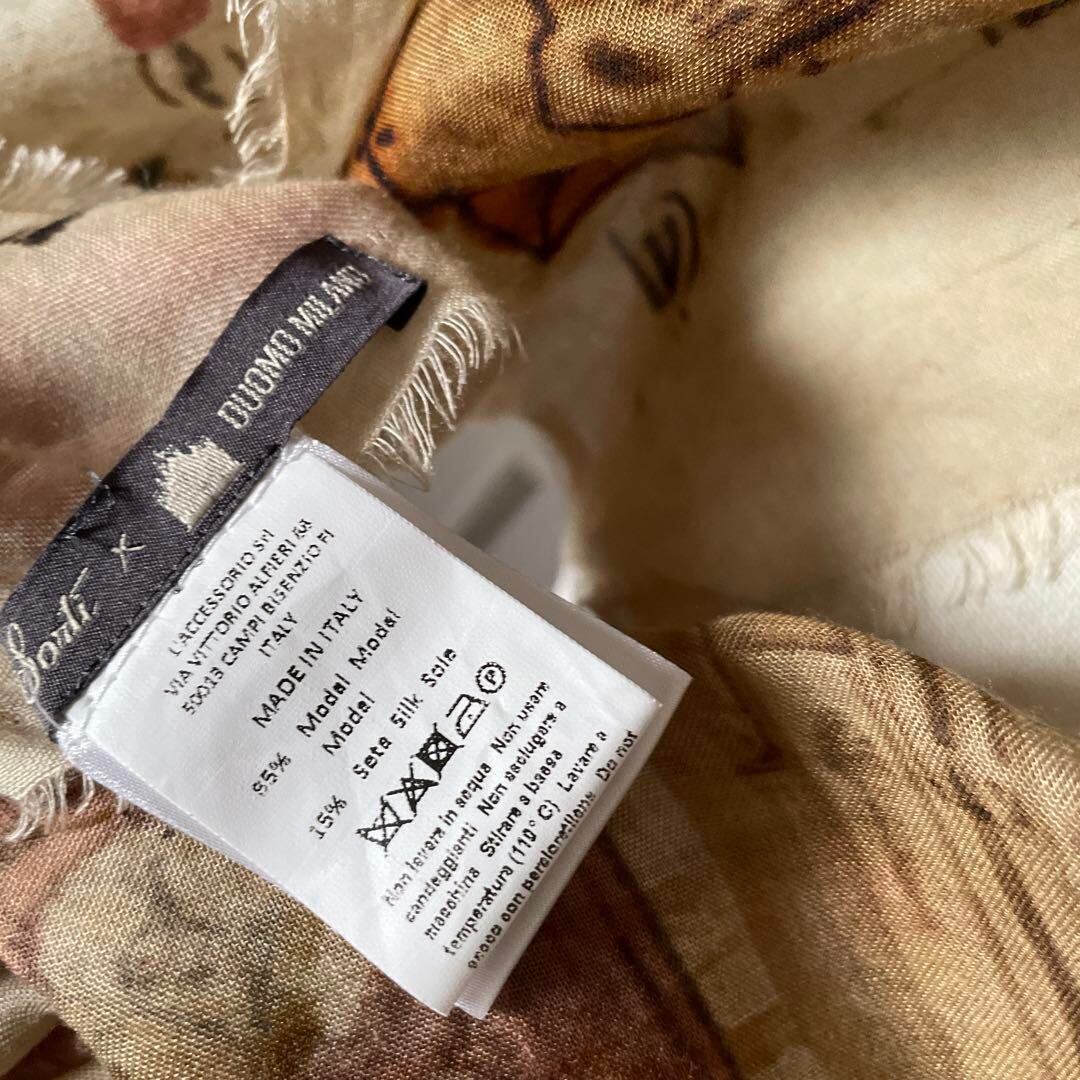 Sorti × DUOMO MILANO
L'ACCESSORIO Srl
VIA VITTORIO ALFIERI
50013 CAMPI BISENZIO FI
ITALY
MADE IN ITALY
85% Modal Modal
Modal
15% Seta Silk Soie
Non lavare in acqua Non usare
candeggianti Non asciugare a
macchina Stirare a bassa
temperatura (110° C) Lavare a
secco con percloroetilene Do not